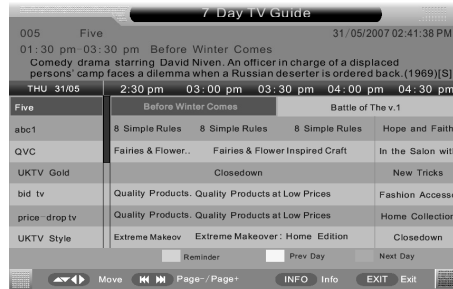 7 Day TV Guide
005 Five 31/05/2007 02:41:38 PM
01:30 pm-03:30 pm Before Winter Comes
Comedy drama starring David Niven. An officer in charge of a displaced
persons' camp faces a dilemma when a Russian deserter is ordered back.(1969)[S]
THU 31/05 2:30 pm 03:00 pm 03:30 pm 04:00 pm 04:30 pm
Five Before Winter Comes Battle of The v.1
abc1 8 Simple Rules 8 Simple Rules 8 Simple Rules Hope and Faith
QVC Fairies & Flower.. Fairies & Flower Inspired Craft In the Salon wit
UKTV Gold Closedown New Tricks
bid tv Quality Products. Quality Products at Low Prices Fashion Accesse
price-drop tv Quality Products. Quality Products at Low Prices Home Collection
UKTV Style Extreme Makeov Extreme Makeover: Home Edition Closedown
Reminder Prev Day Next Day
Move Page-/Page+ INFO Info EXIT Exit